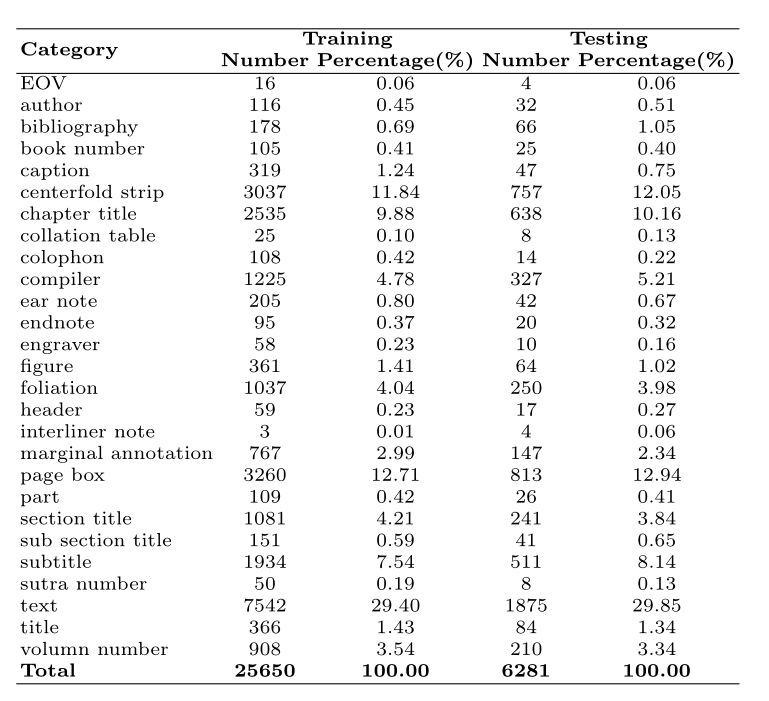 Category Training Testing
Number Percentage(%) Number Percentage(%)
EOV 16 0.06 4 0.06
author 116 0.45 32 0.51
bibliography 178 0.69 66 1.05
book number 105 0.41 25 0.40
caption 319 1.24 47 0.75
centerfold strip 3037 11.84 757 12.05
chapter title 2535 9.88 638 10.16
collation table 25 0.10 8 0.13
colophon 108 0.42 14 0.22
compiler 1225 4.78 327 5.21
ear note 205 0.80 42 0.67
endnote 95 0.37 20 0.32
engraver 58 0.23 10 0.16
figure 361 1.41 64 1.02
foliation 1037 4.04 250 3.98
header 59 0.23 17 0.27
interliner note 3 0.01 4 0.06
marginal annotation 767 2.99 147 2.34
page box 3260 12.71 813 12.94
part 109 0.42 26 0.41
section title 1081 4.21 241 3.84
sub section title 151 0.59 41 0.65
subtitle 1934 7.54 511 8.14
sutra number 50 0.19 8 0.13
text 7542 29.40 1875 29.85
title 366 1.43 84 1.34
volumn number 908 3.54 210 3.34
Total 25650 100.00 6281 100.00